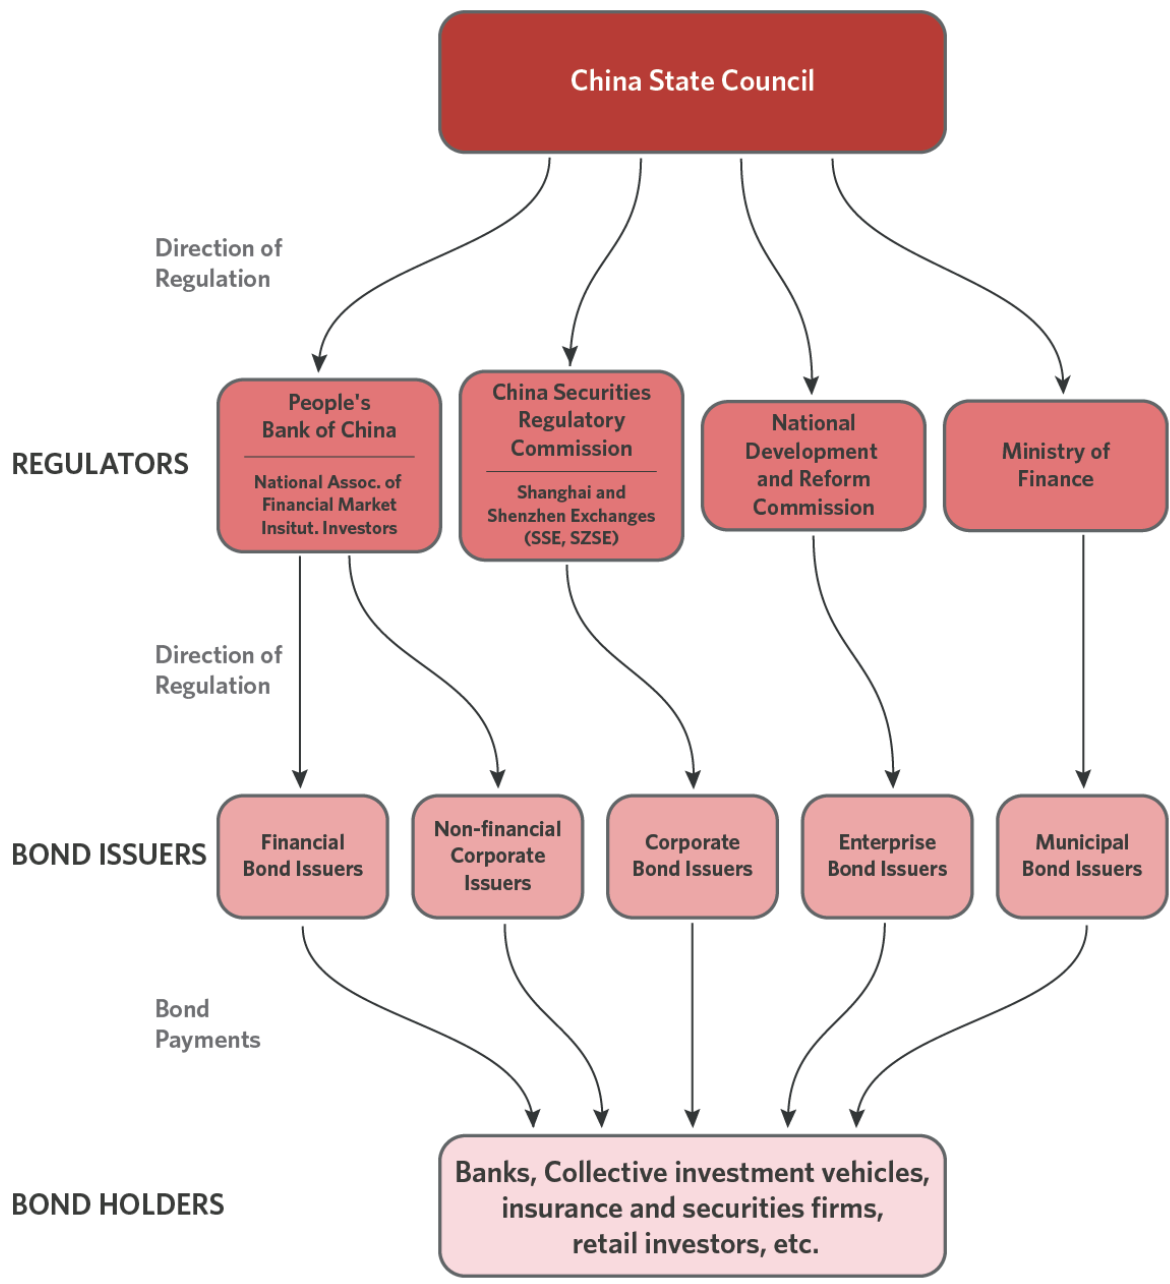 China State Council
Direction of
Regulation
REGULATORS
People's
Bank of China
National Assoc. of
Financial Market
Insitut. Investors
China Securities
Regulatory
Commission
Shanghai and
Shenzhen Exchanges
(SSE, SZSE)
National
Development
and Reform
Commission
Ministry of
Finance
Direction of
Regulation
BOND ISSUERS
Financial
Bond Issuers
Non-financial
Corporate
Issuers
Corporate
Bond Issuers
Enterprise
Bond Issuers
Municipal
Bond Issuers
Bond
Payments
BOND HOLDERS
Banks, Collective investment vehicles,
insurance and securities firms,
retail investors, etc.